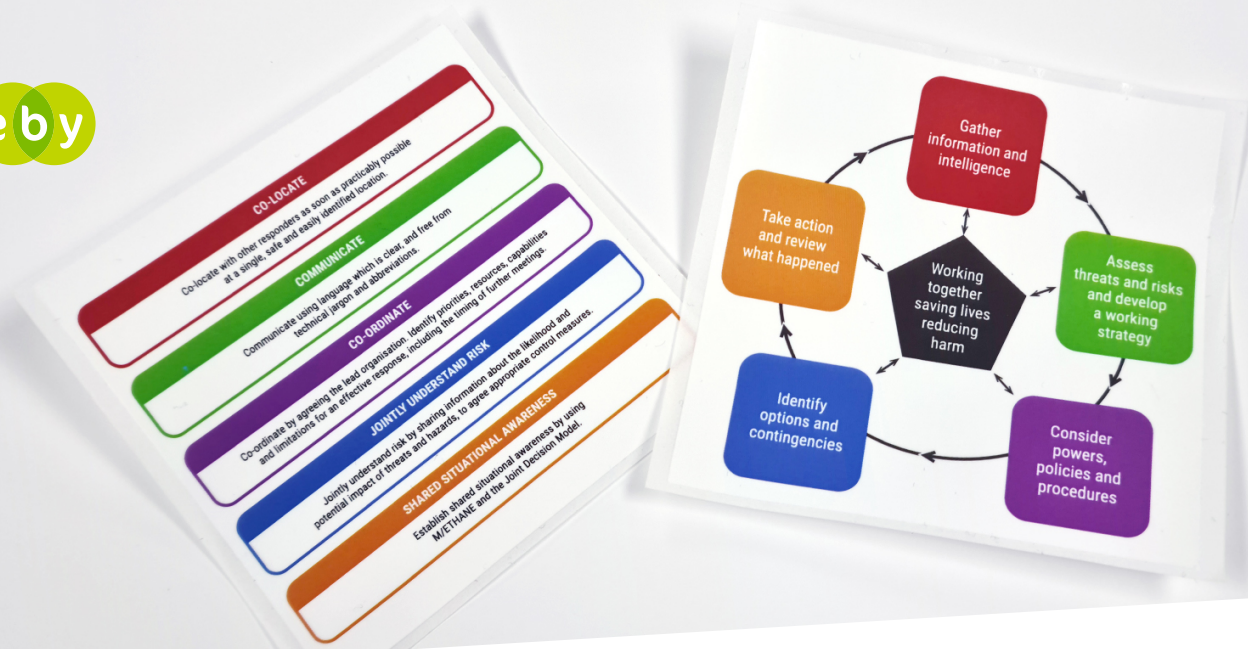 eby
CO-LOCATE
Co-locate with other responders as soon as practicably possible
at a single, safe and easily identified location.
COMMUNICATE
Communicate using language which is clear, and free from
technical jargon and abbreviations.
CO-ORDINATE
Co-ordinate by agreeing the lead organisation. Identify priorities, resources, capabilities
and limitations for an effective response, including the timing of further meetings.
JOINTLY UNDERSTAND RISK
Jointly understand risk by sharing information about the likelihood and
potential impact of threats and hazards, to agree appropriate control measures.
SHARED SITUATIONAL AWARENESS
Establish shared situational awareness by using
M/ETHANE and the Joint Decision Model.
Gather
information and
intelligence
Assess
threats and risks
and develop
a working
strategy
Consider
powers,
policies and
procedures
Identify
options and
contingencies
Take action
and review
what happened
Working
together
saving lives
reducing
harm